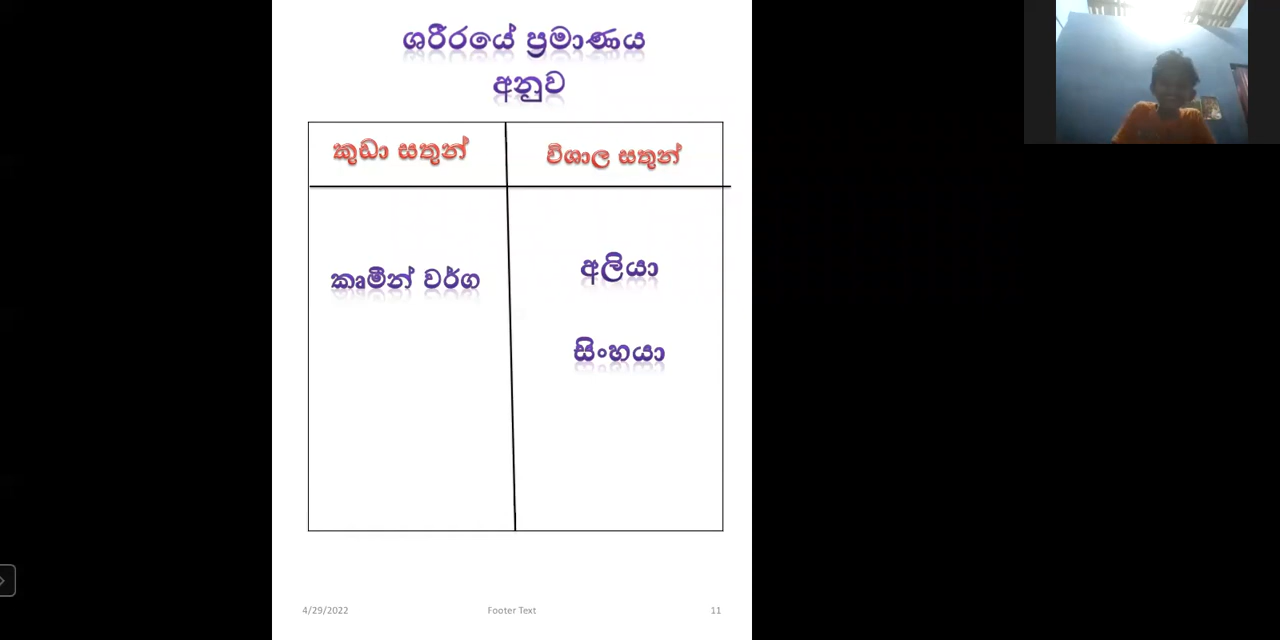 ශරීරයේ ප්‍රමාණය
අනුව
කුඩා සතුන්
විශාල සතුන්
කෘමීන් වර්ග
අලියා
සිංහයා
4/29/2022
Footer Text
11